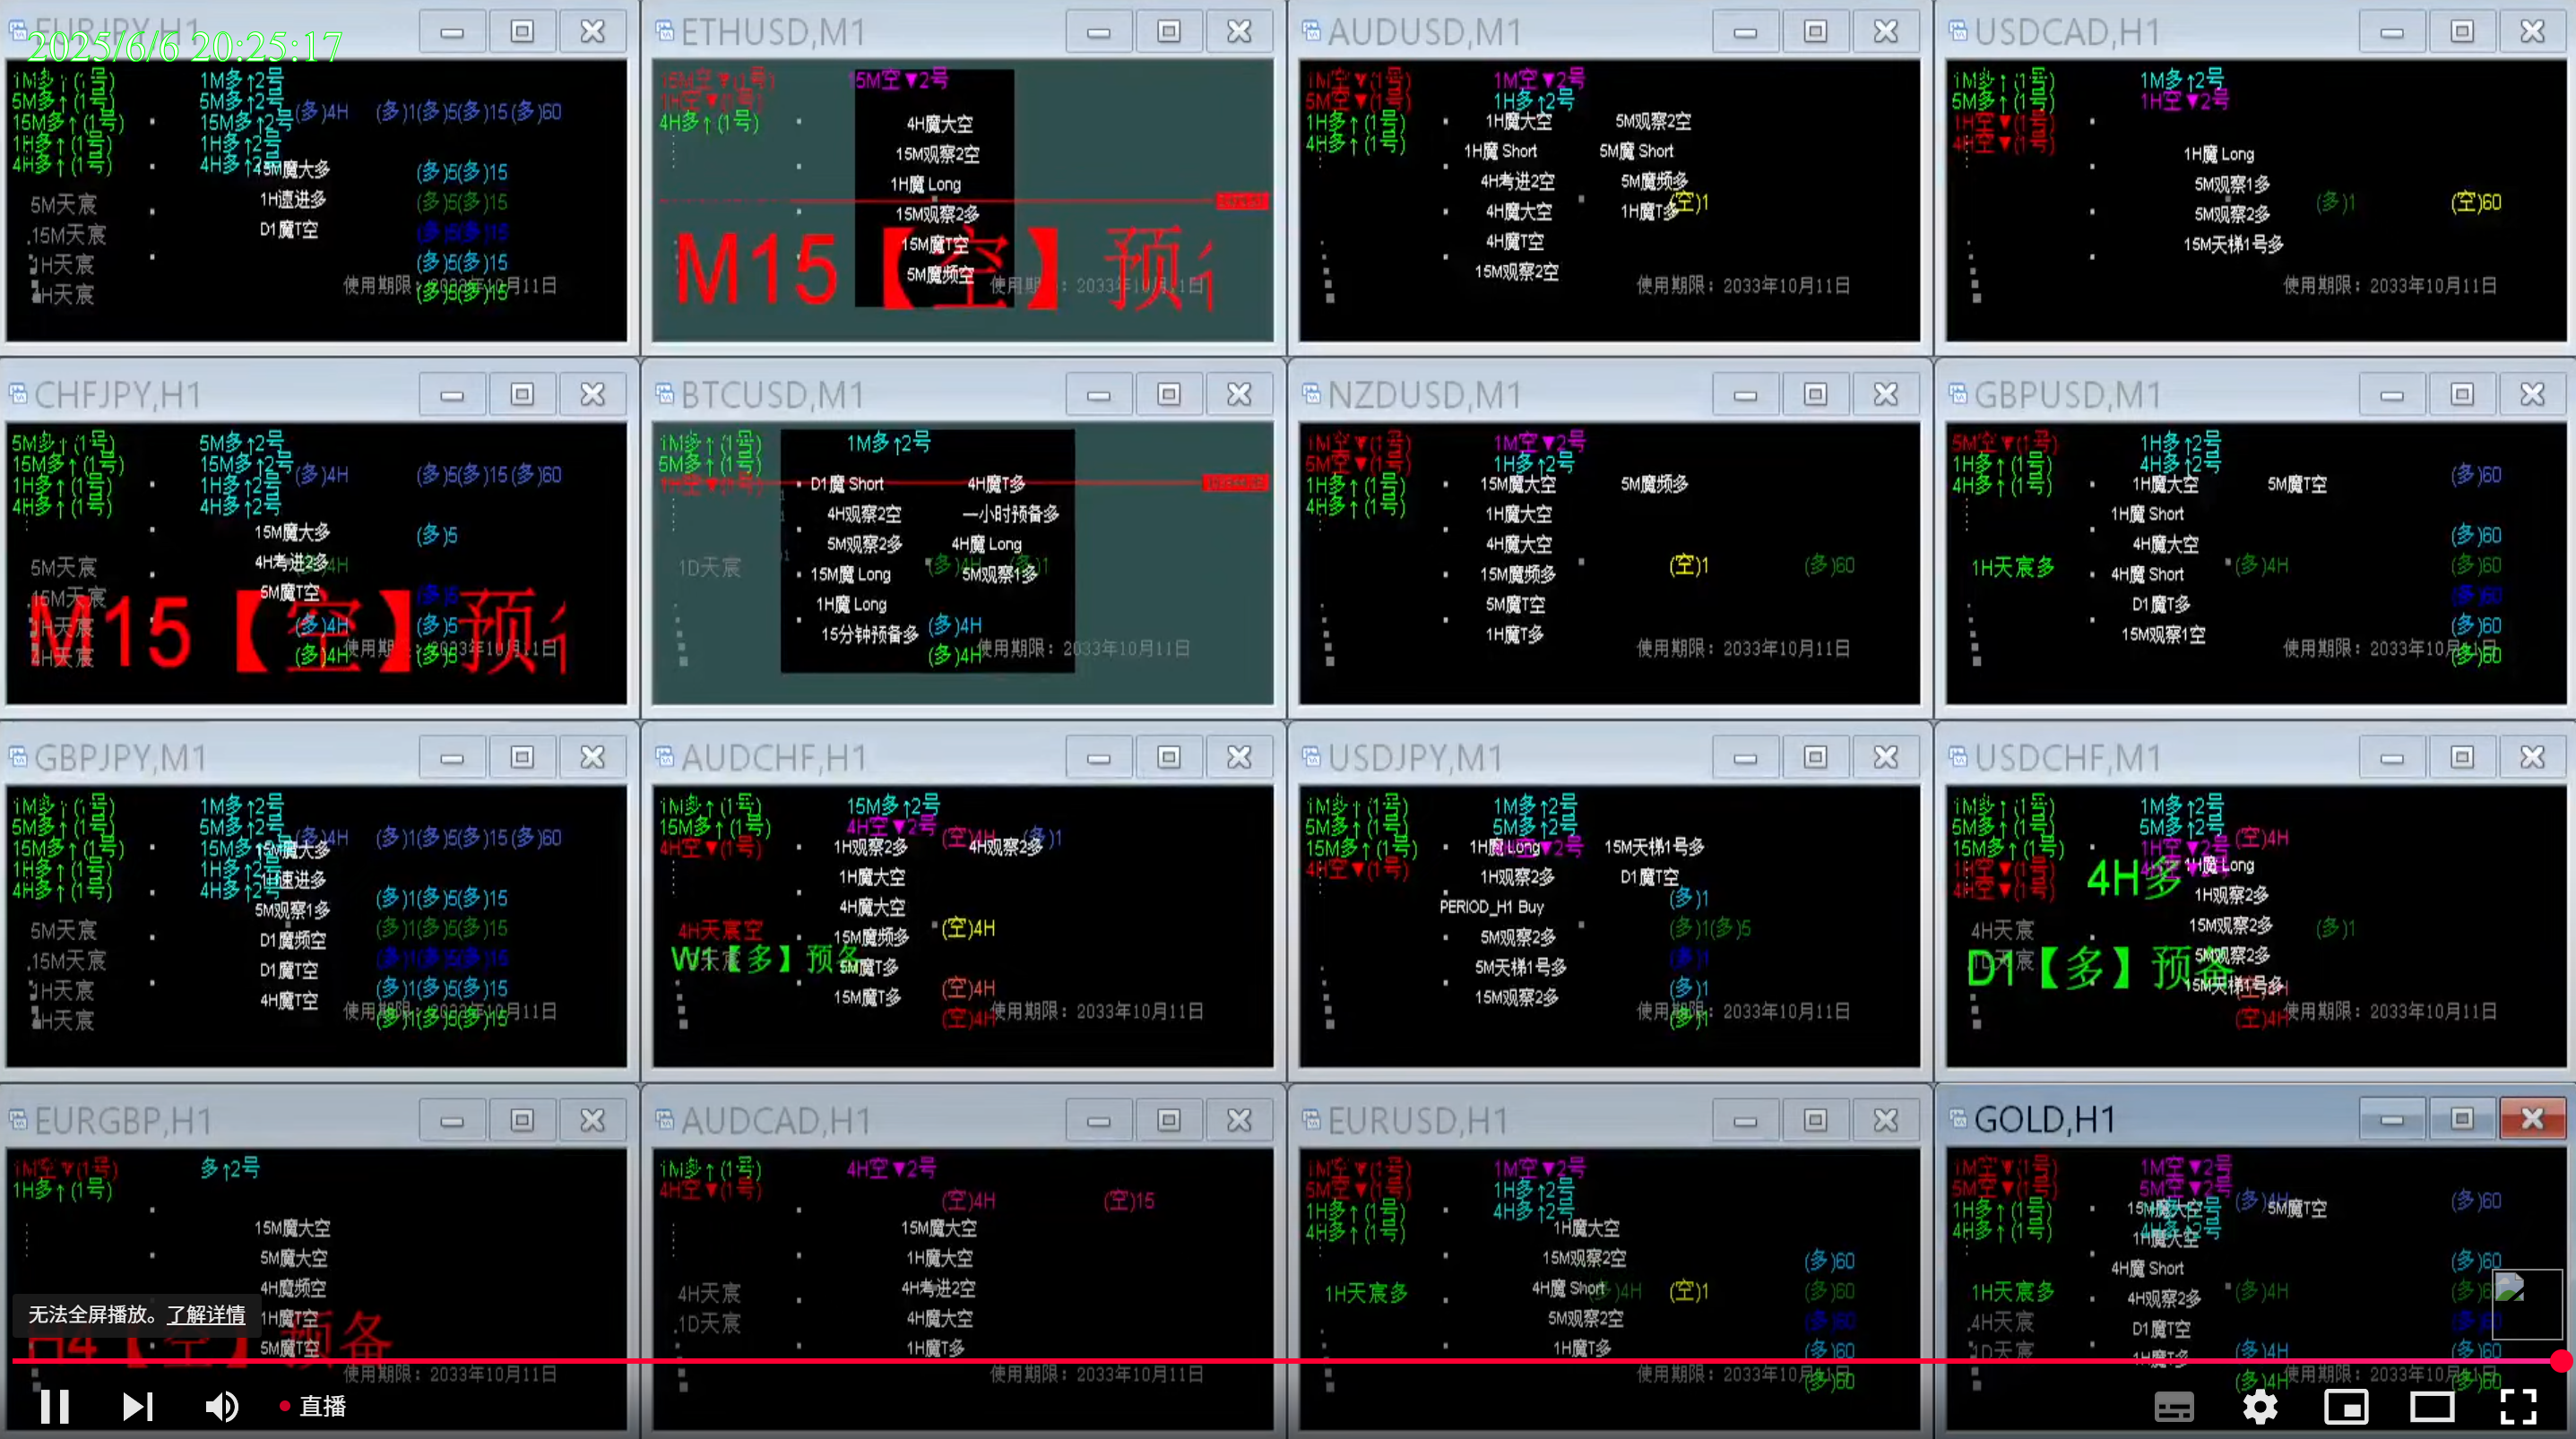 EURJPY,H1
2025/6/6 20:25:17
1M多↑(1号) 1M多↑2号
5M多↑(1号) 5M多↑2号 (多)4H (多)1(多)5(多)15(多)60
15M多↑(1号) 15M多↑2号
1H多↑(1号) 1H多↑2号
4H多↑(1号) 4H多↑2号
15M魔大多 (多)5(多)15
5M天宸 1H速进多 (多)5(多)15
15M天宸 D1魔T空 (多)5(多)15
1H天宸 (多)5(多)15
4H天宸 (多)5(多)15
使用期限：2033年10月11日
ETHUSD,M1
15M空▼(1号) 15M空▼2号
1H空▼(1号)
4H多↑(1号) 4H魔大空
15M观察2空
1H魔 Long
15M观察2多
15M魔T空
5M魔频空
M15【空】预
使用期限：2033年10月11日
AUDUSD,M1
1M空▼(1号) 1M空▼2号
5M空▼(1号) 1H多↑2号
1H多↑(1号) 1H魔大空 5M观察2空
4H多↑(1号) 1H魔 Short 5M魔 Short
4H考进2空 5M魔频多
4H魔大空 1H魔T多 (空)1
4H魔T空
15M观察2空
使用期限：2033年10月11日
USDCAD,H1
1M多↑(1号) 1M多↑2号
5M多↑(1号) 1H空▼2号
1H空▼(1号)
4H空▼(1号)
1H魔 Long
5M观察1多
5M观察2多 (多)1 (空)60
15M天梯1号多
使用期限：2033年10月11日
CHFJPY,H1
5M多↑(1号) 5M多↑2号
15M多↑(1号) 15M多↑2号 (多)4H (多)5(多)15(多)60
1H多↑(1号) 1H多↑2号
4H多↑(1号) 4H多↑2号
15M魔大多 (多)5
5M天宸 4H考进2多 (多)4H
15M天宸 5M魔T空 (多)5
1H天宸 (多)4H (多)5
4H天宸 (多)4H (多)5
M15【空】预
使用期限：2033年10月11日
BTCUSD,M1
1M多↑(1号) 1M多↑2号
5M多↑(1号)
1H空▼(1号) D1魔 Short 4H魔T多
4H观察2空 一小时预备多
5M观察2多 4H魔 Long
1D天宸 15M魔 Long (多)4H 5M观察1多 (多)1
1H魔 Long
15分钟预备多 (多)4H
(多)4H
使用期限：2033年10月11日
NZDUSD,M1
1M空▼(1号) 1M空▼2号
5M空▼(1号) 1H多↑2号
1H多↑(1号) 15M魔大空 5M魔频多
4H多↑(1号) 1H魔大空
4H魔大空
15M魔频多 (空)1 (多)60
5M魔T空
1H魔T多
使用期限：2033年10月11日
GBPUSD,M1
5M空▼(1号) 1H多↑2号
1H多↑(1号) 4H多↑2号 (多)60
4H多↑(1号) 1H魔大空 5M魔T空
1H魔 Short
4H魔大空 (多)60
1H天宸多 4H魔 Short (多)4H (多)60
D1魔T多 (多)60
15M观察1空 (多)60
(多)60
使用期限：2033年10月11日
GBPJPY,M1
1M多↑(1号) 1M多↑2号
5M多↑(1号) 5M多↑2号 (多)4H (多)1(多)5(多)15(多)60
15M多↑(1号) 15M多↑2号 15M魔大多
1H多↑(1号) 1H多↑2号 1H速进多
4H多↑(1号) 4H多↑2号 (多)1(多)5(多)15
5M观察1多
5M天宸 D1魔频空 (多)1(多)5(多)15
15M天宸 D1魔T空 (多)1(多)5(多)15
1H天宸 4H魔T空 (多)1(多)5(多)15
4H天宸 (多)1(多)5(多)15
使用期限：2033年10月11日
AUDCHF,H1
1M多↑(1号) 15M多↑2号
15M多↑(1号) 4H空▼2号 (空)4H (多)1
4H空▼(1号) 1H观察2多 4H观察2多
1H魔大空
4H魔大空
4H天宸空 15M魔频多 (空)4H
W1【多】预备 5M魔T多
15M魔T多 (空)4H
(空)4H
使用期限：2033年10月11日
USDJPY,M1
1M多↑(1号) 1M多↑2号
5M多↑(1号) 5M多↑2号
15M多↑(1号) 1H魔 Long 15M天梯1号多
4H空▼(1号) 1H观察2多 D1魔T空
(多)1
PERIOD_H1 Buy (多)1(多)5
5M观察2多 (多)1
5M天梯1号多 (多)1
15M观察2多 (多)1
使用期限：2033年10月11日
USDCHF,M1
1M多↑(1号) 1M多↑2号
5M多↑(1号) 5M多↑2号 (空)4H
15M多↑(1号) 1H空▼2号
1H空▼(1号) 4H多 1H魔 Long
4H空▼(1号) 1H观察2多
4H天宸 15M观察2多 (多)1
D1【多】预备 5M观察2多
15M天梯1号多
(空)4H
使用期限：2033年10月11日
EURGBP,H1
1M空▼(1号) 多↑2号
1H多↑(1号)
15M魔大空
5M魔大空
4H魔频空
1H魔T空
5M魔T空
H4【空】预备
使用期限：2033年10月11日
AUDCAD,H1
1M多↑(1号) 4H空▼2号
4H空▼(1号) (空)4H (空)15
15M魔大空
1H魔大空
4H天宸 4H考进2空
1D天宸 4H魔大空
1H魔T多
使用期限：2033年10月11日
EURUSD,H1
1M空▼(1号) 1M空▼2号
5M空▼(1号) 1H多↑2号
1H多↑(1号) 4H多↑2号
4H多↑(1号) 1H魔大空
15M观察2空 (多)60
1H天宸多 4H魔 Short (多)4H (空)1 (多)60
5M观察2空 (多)60
1H魔T多 (多)60
(多)60
使用期限：2033年10月11日
GOLD,H1
1M空▼(1号) 1M空▼2号
5M空▼(1号) 5M空▼2号 (多)4H (多)60
1H多↑(1号) 15M魔大空 5M魔T空
4H多↑(1号) 4H多↑2号
1H魔大空
4H魔 Short (多)60
1H天宸多 4H观察2多 (多)4H
4H天宸 D1魔T空
1D天宸 1H魔T多 (多)4H (多)60
(多)4H (多)60
使用期限：2033年10月11日
无法全屏播放。了解详情
直播